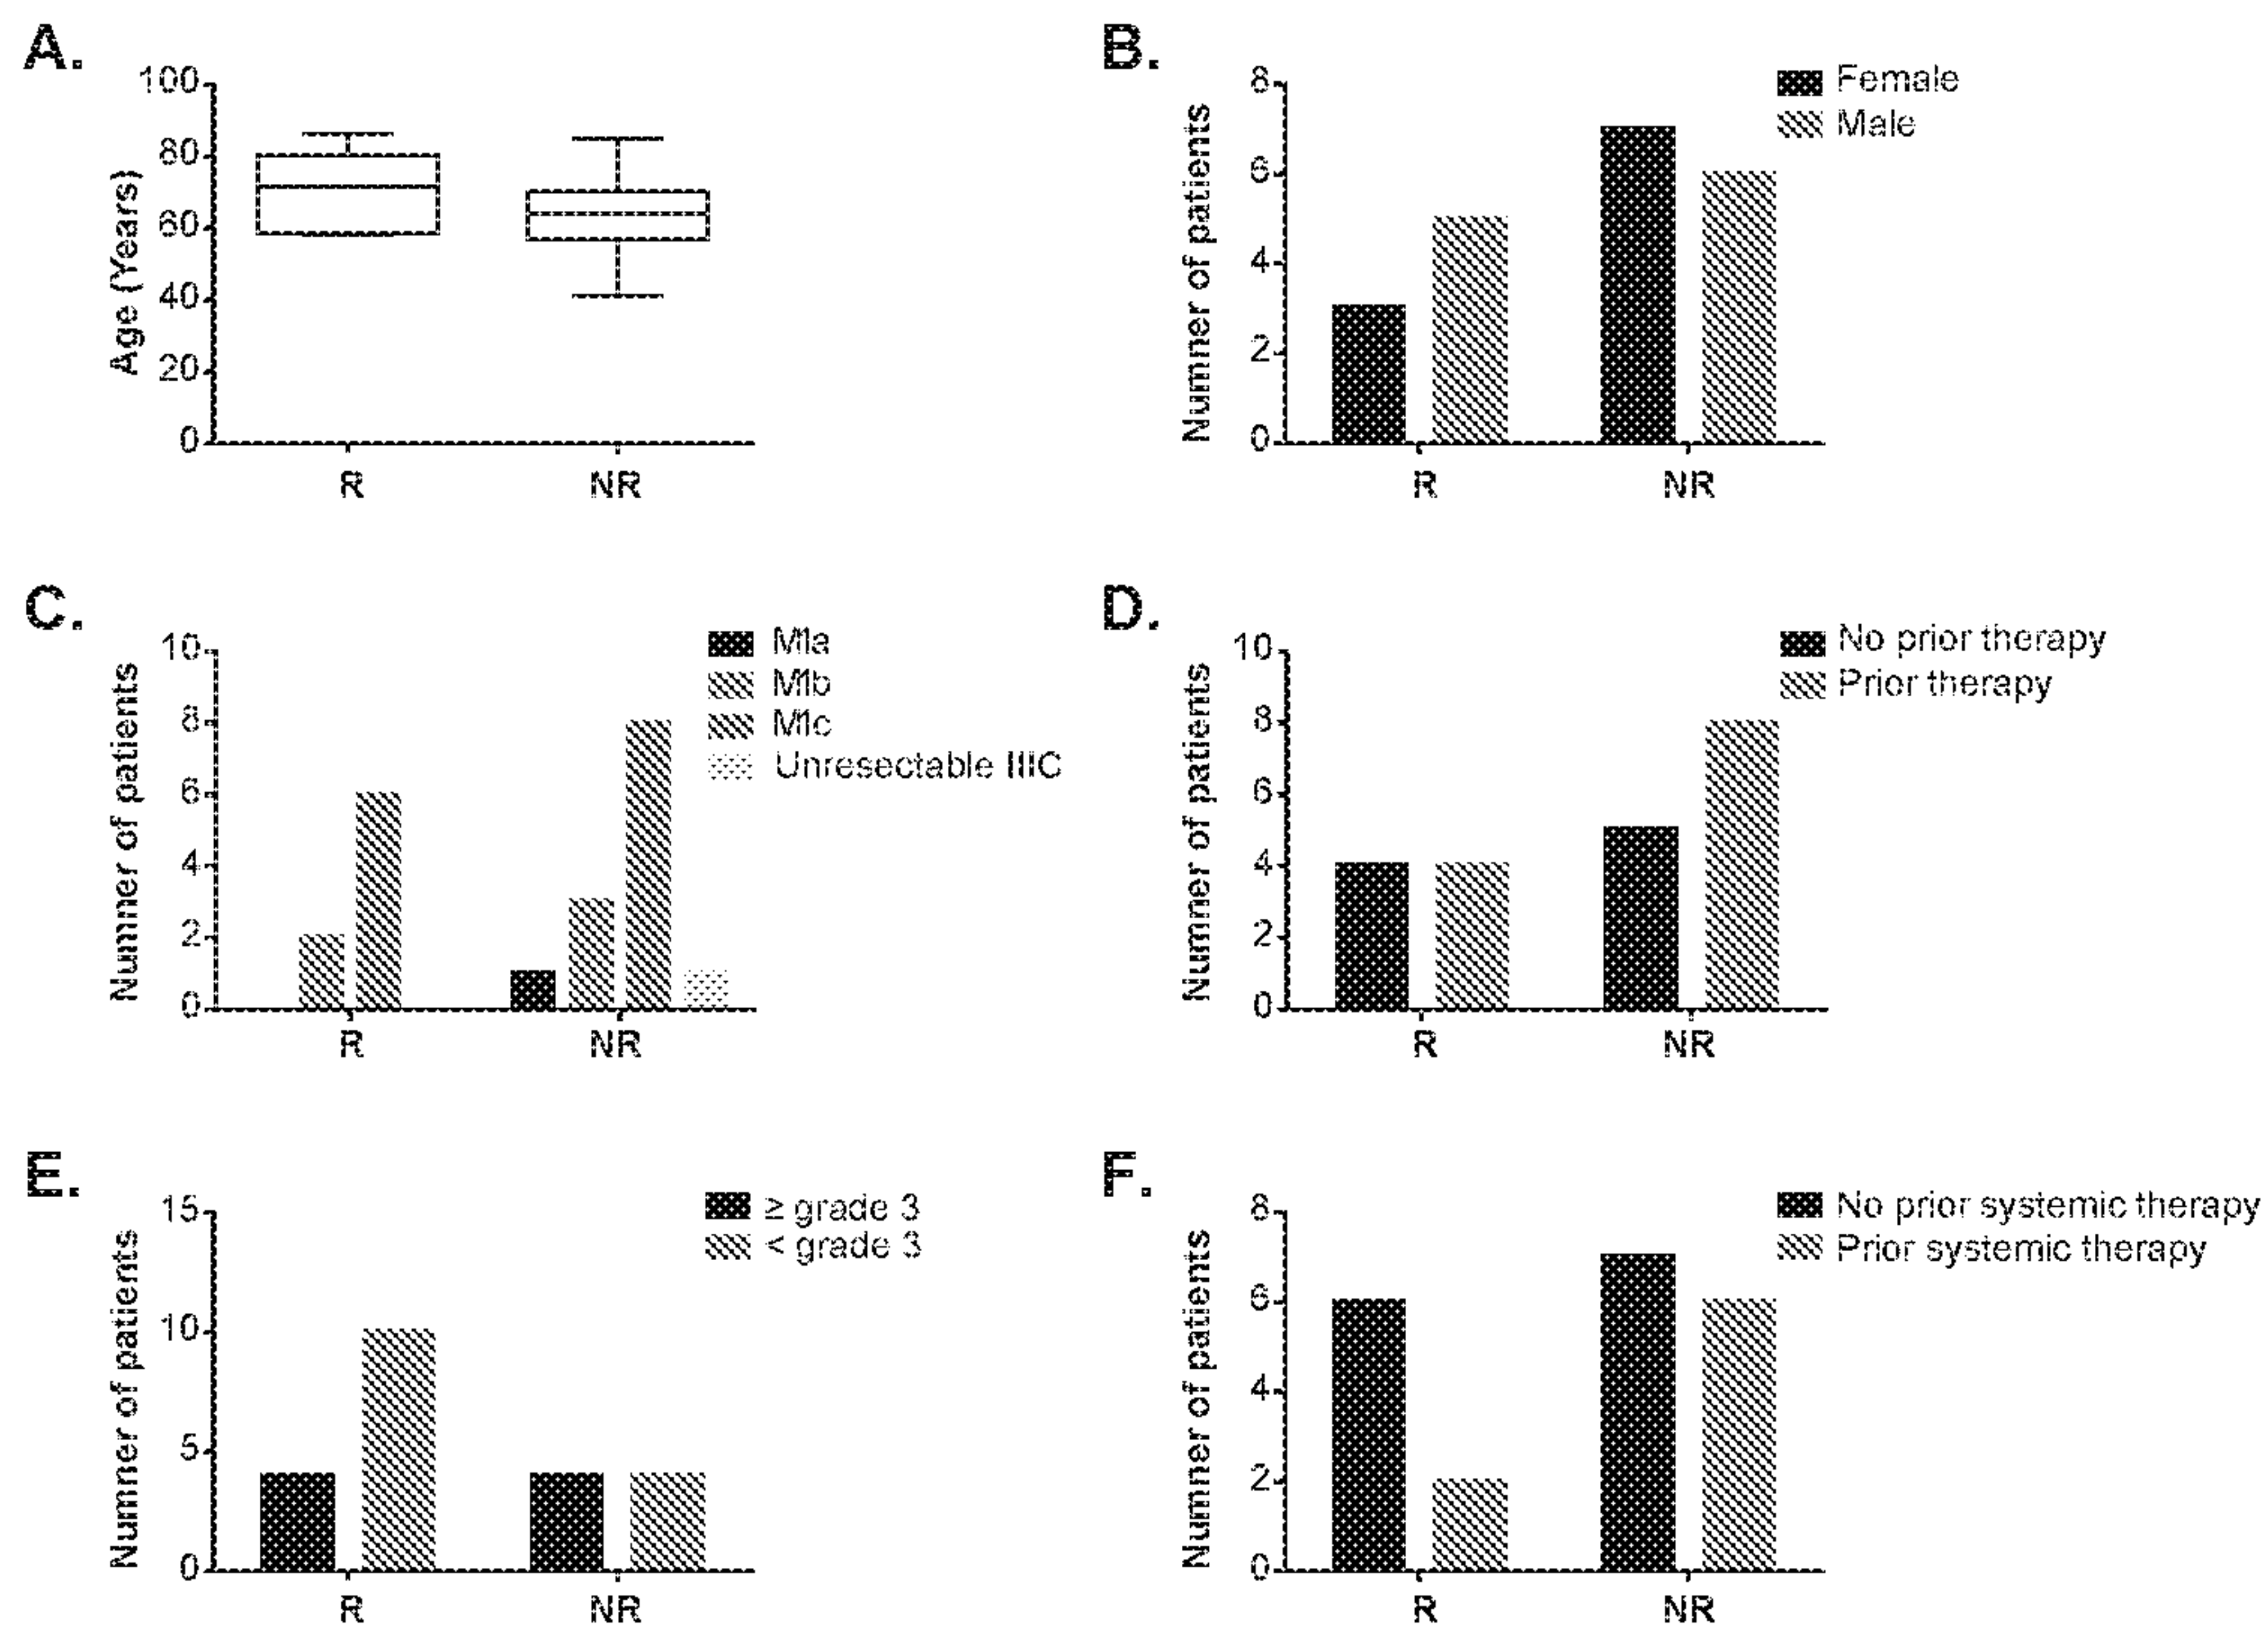 A.
100
80
60
40
20
0
Age (Years)
R NR
B.
8
6
4
2
0
Numner of patients
R NR
Female
Male
C.
10
8
6
4
2
0
Numner of patients
R NR
M1a
M1b
M1c
Unresectable IIIC
D.
10
8
6
4
2
0
Numner of patients
R NR
No prior therapy
Prior therapy
E.
15
10
5
0
Numner of patients
R NR
≥ grade 3
< grade 3
F.
8
6
4
2
0
Numner of patients
R NR
No prior systemic therapy
Prior systemic therapy